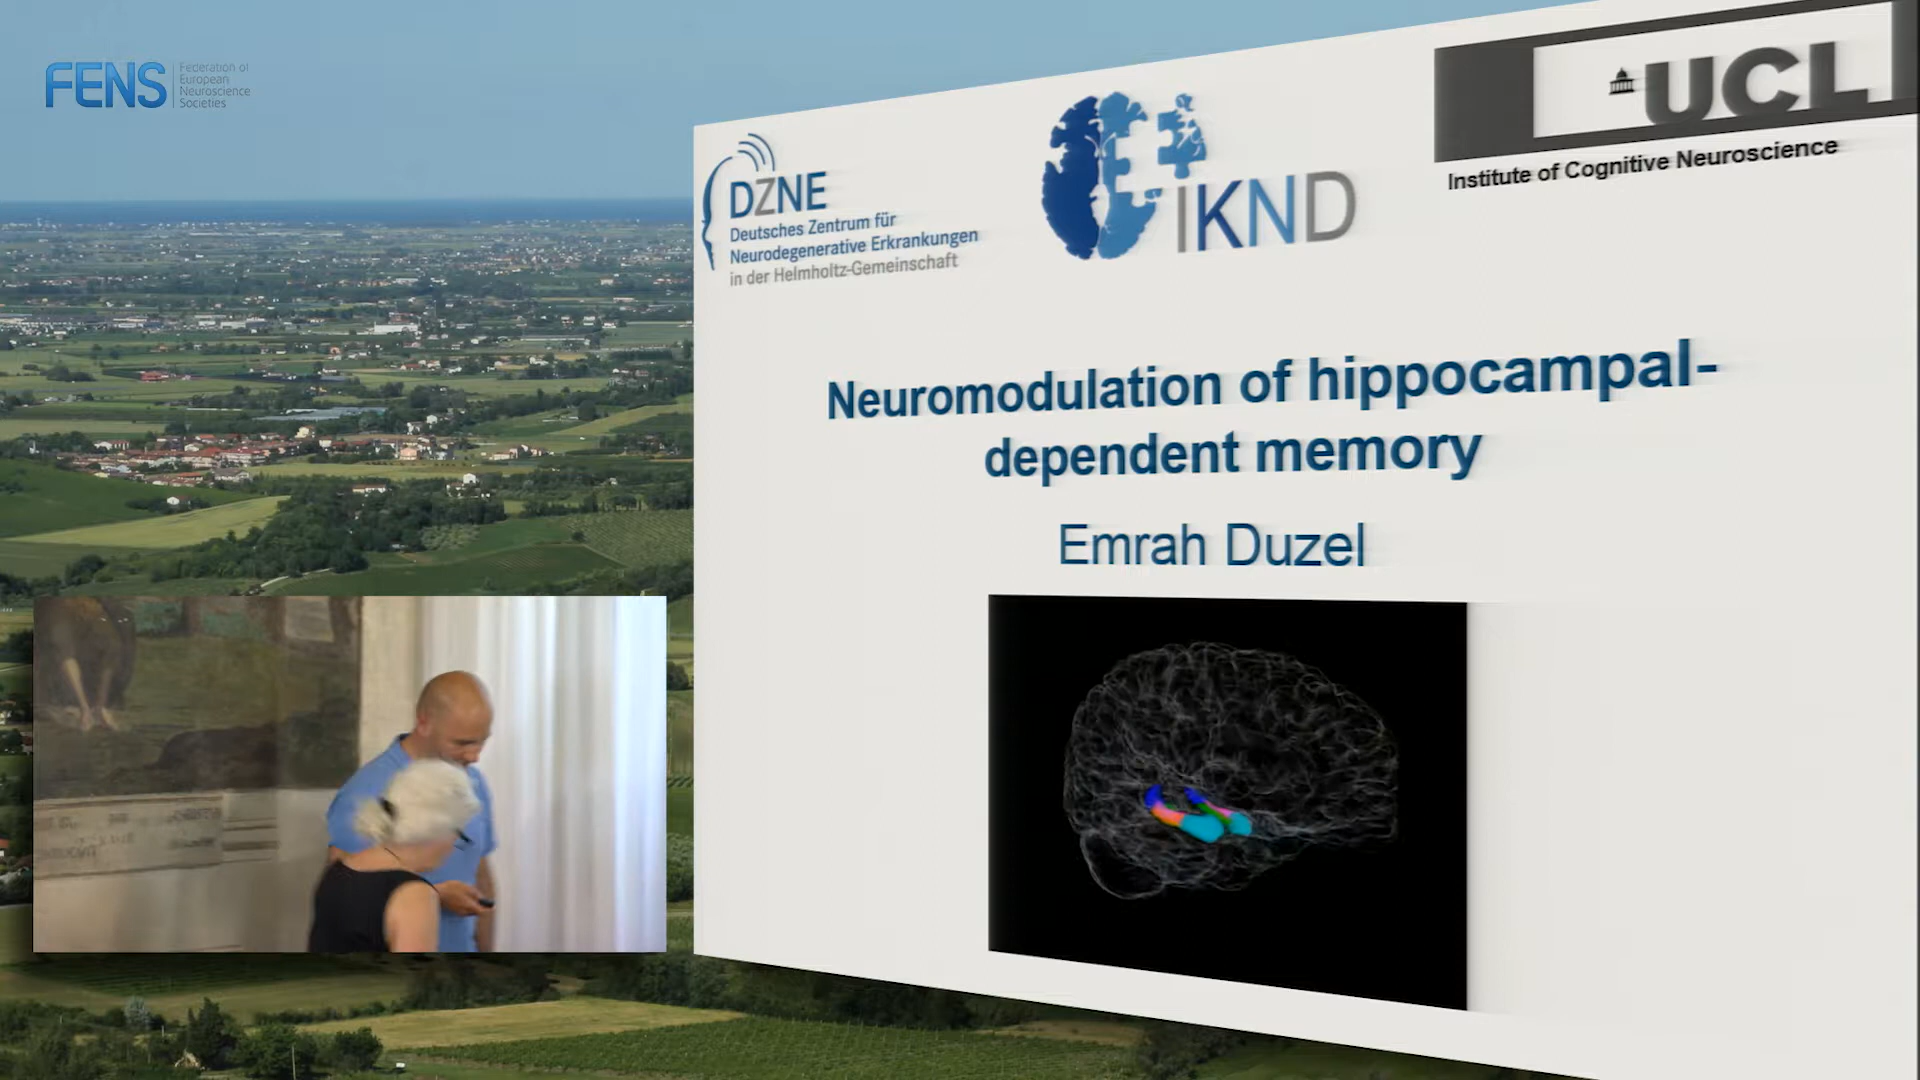 FENS
Federation of
European
Neuroscience
Societies
DZNE
Deutsches Zentrum für
Neurodegenerative Erkrankungen
in der Helmholtz-Gemeinschaft
IKND
UCL
Institute of Cognitive Neuroscience
Neuromodulation of hippocampal-
dependent memory
Emrah Duzel